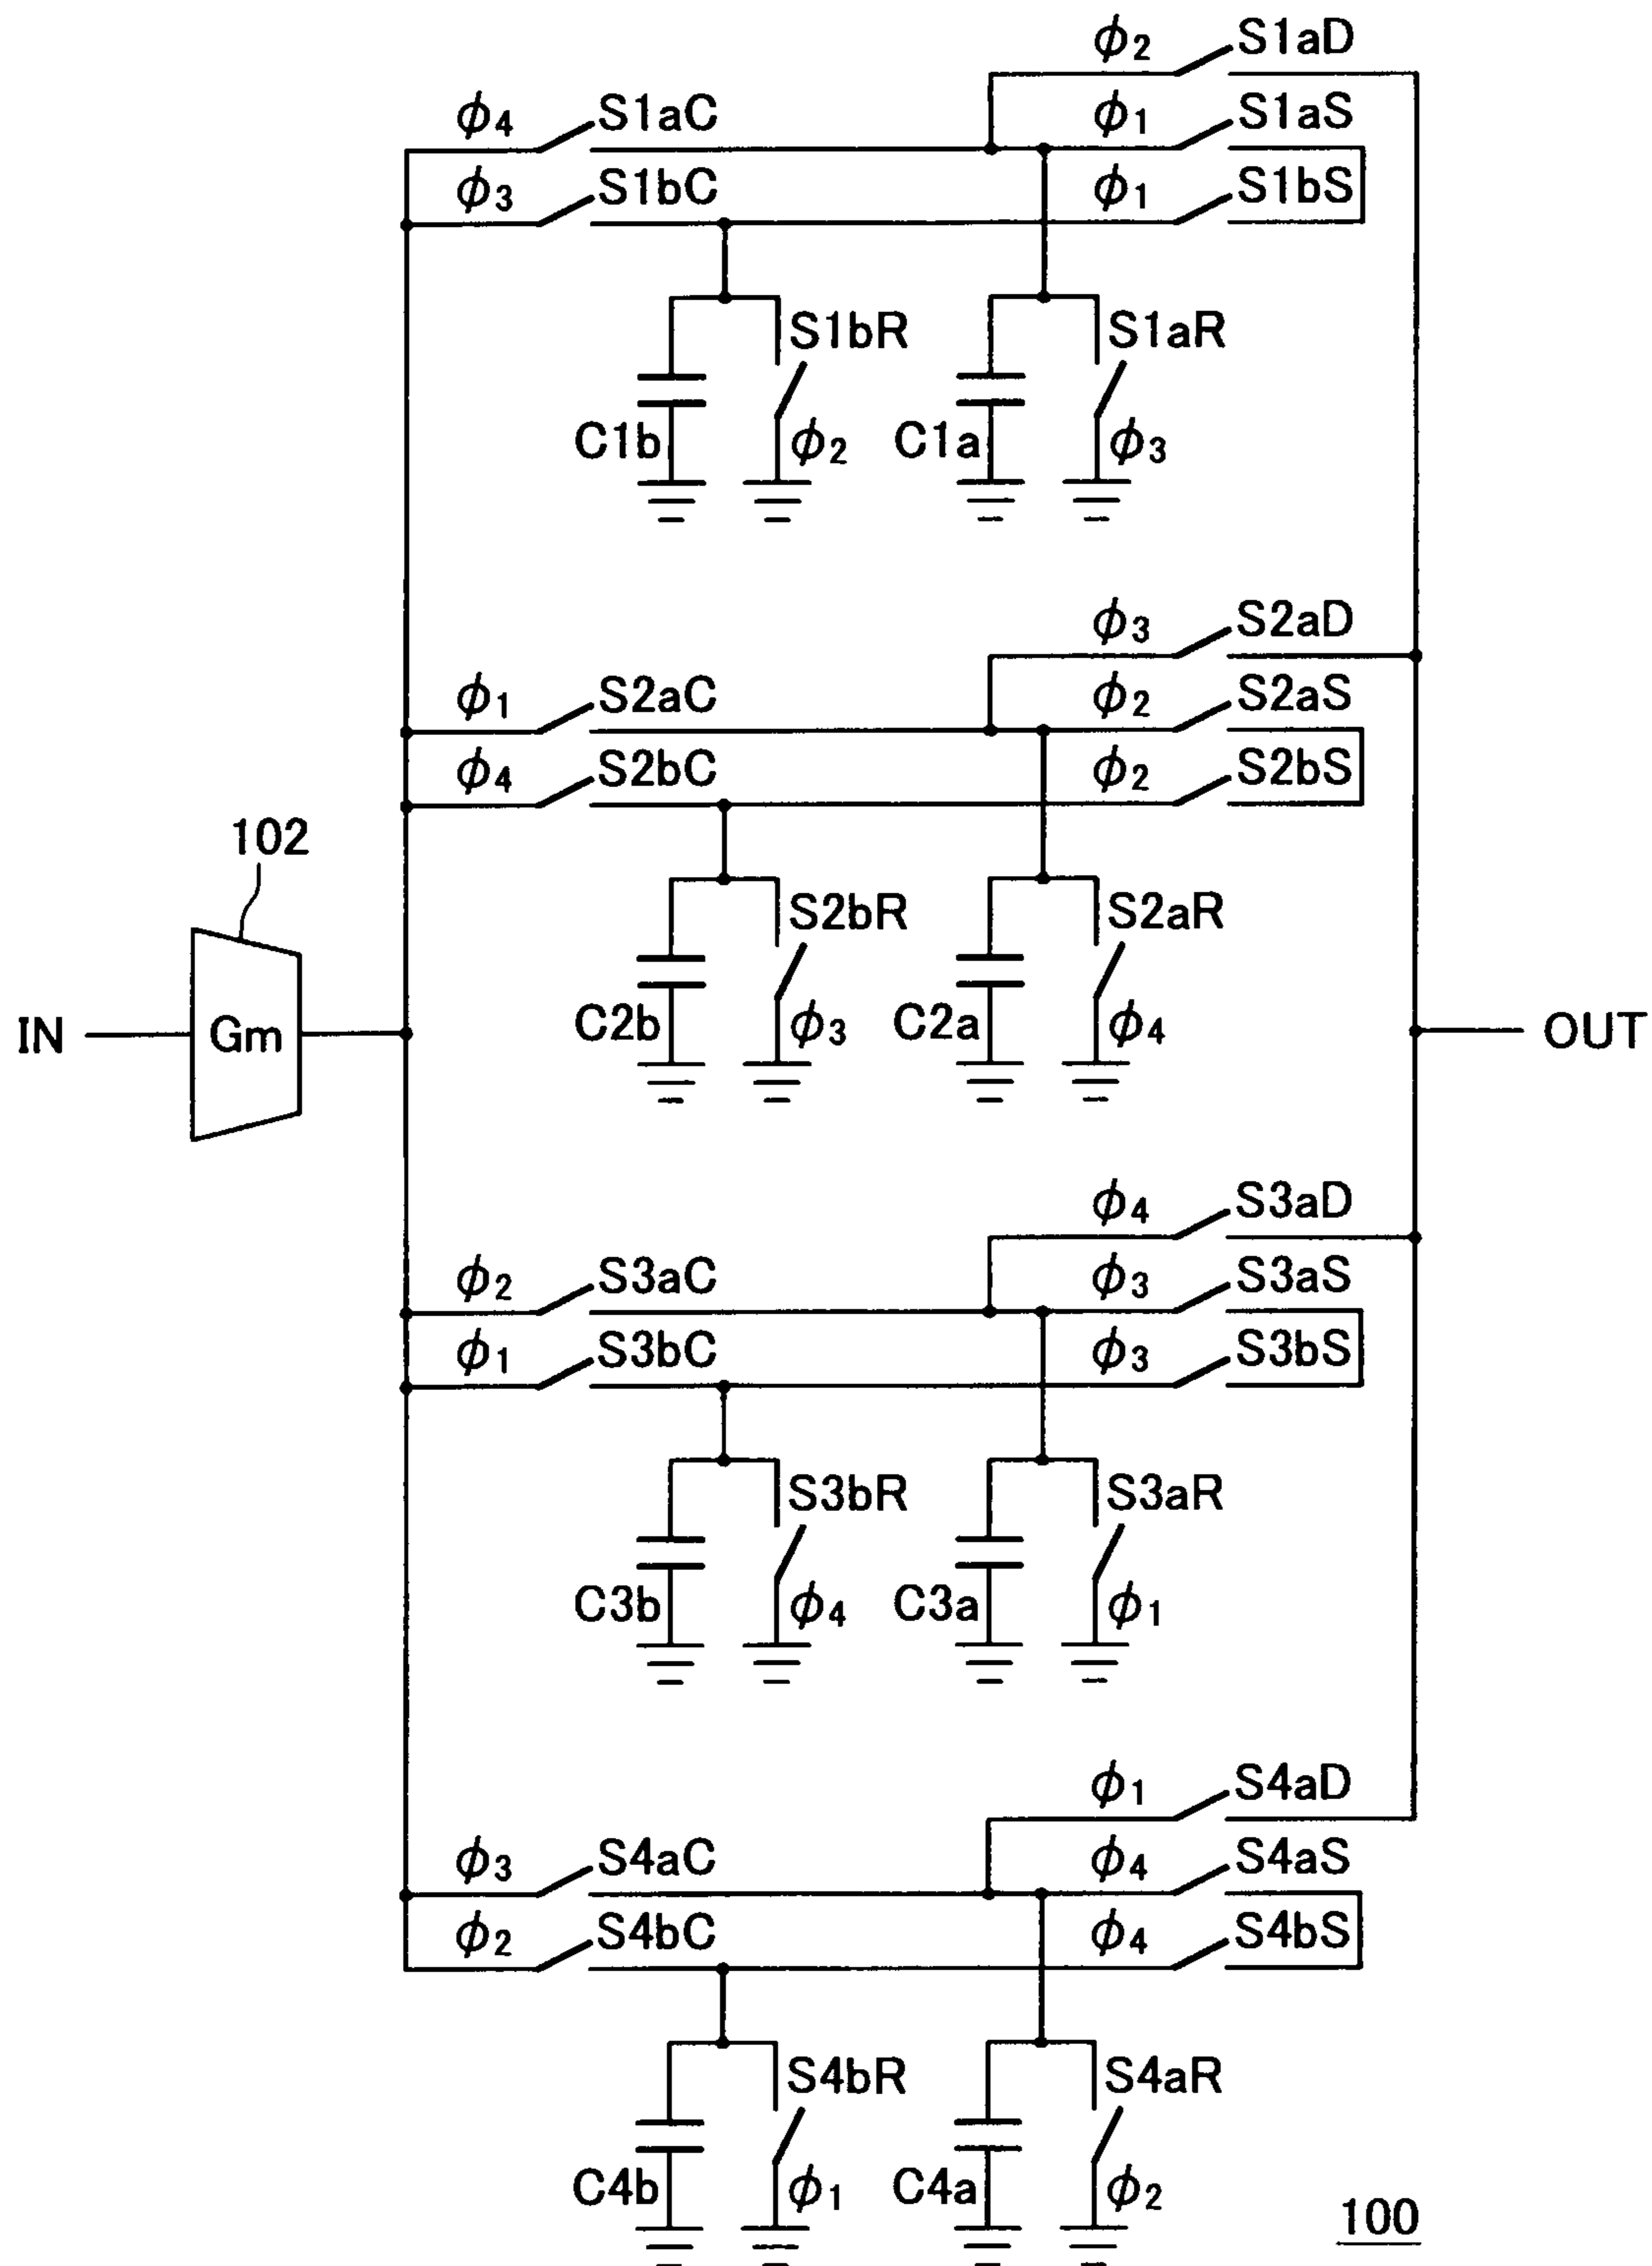 ϕ2 S1aD
ϕ4 S1aC ϕ1 S1aS
ϕ3 S1bC ϕ1 S1bS
S1bR S1aR
C1b ϕ2 C1a ϕ3
ϕ3 S2aD
ϕ1 S2aC ϕ2 S2aS
ϕ4 S2bC ϕ2 S2bS
102
S2bR S2aR
IN Gm C2b ϕ3 C2a ϕ4 OUT
ϕ4 S3aD
ϕ2 S3aC ϕ3 S3aS
ϕ1 S3bC ϕ3 S3bS
S3bR S3aR
C3b ϕ4 C3a ϕ1
ϕ1 S4aD
ϕ3 S4aC ϕ4 S4aS
ϕ2 S4bC ϕ4 S4bS
S4bR S4aR
C4b ϕ1 C4a ϕ2
100